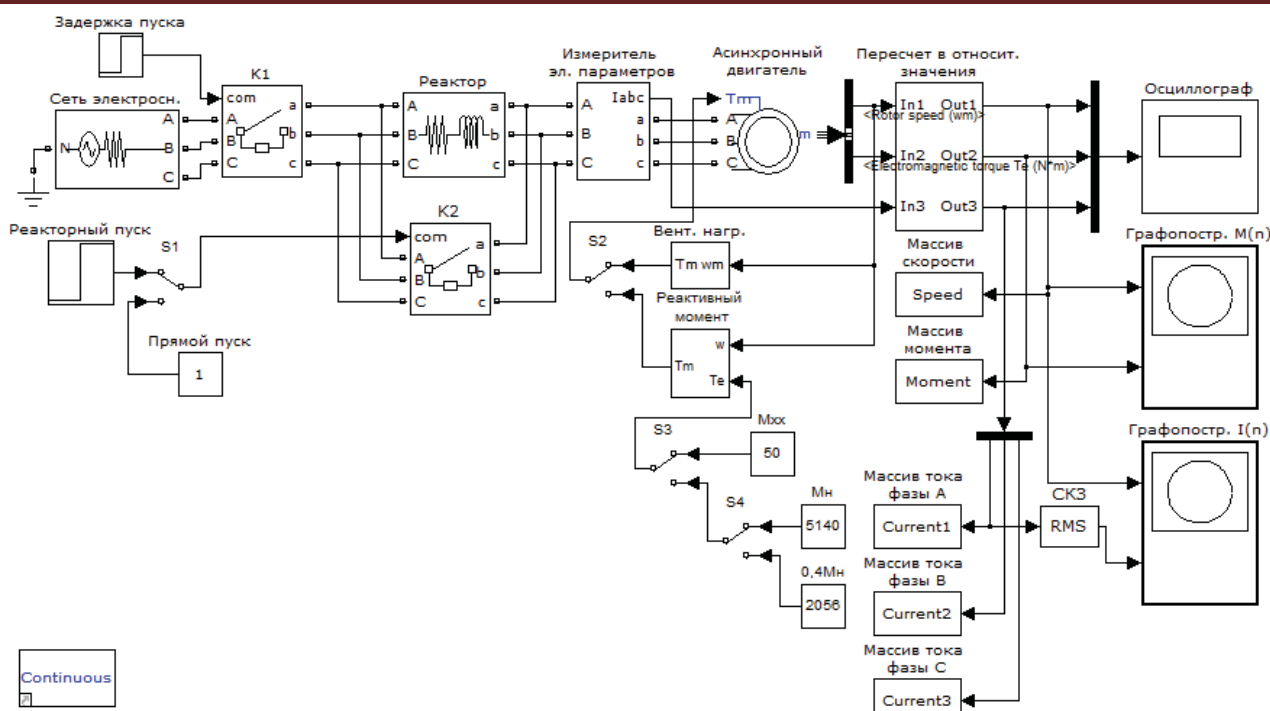 Задержка пуска
K1
com
A
B
C
a
b
c
Сеть электросн.
N
A
B
C
Реактор
A
B
C
a
b
c
Измеритель
эл. параметров
Iabc
A
B
C
a
b
c
Асинхронный
двигатель
Tm
A
B
C
m
Пересчет в относит.
значения
In1
Out1
<Rotor speed (wm)>
In2
Out2
<Electromagnetic torque Te (N*m)>
In3
Out3
Осциллограф
Реакторный пуск
S1
K2
com
A
B
C
a
b
c
Прямой пуск
1
S2
Вент. нагр.
Tm wm
Реактивный
момент
w
Tm
Te
Массив
скорости
Speed
Массив
момента
Moment
Графопостр. M(n)
S3
Mxx
50
S4
Мн
5140
0,4Мн
2056
Массив тока
фазы A
Current1
СКЗ
RMS
Графопостр. I(n)
Массив тока
фазы B
Current2
Массив тока
фазы C
Current3
Continuous